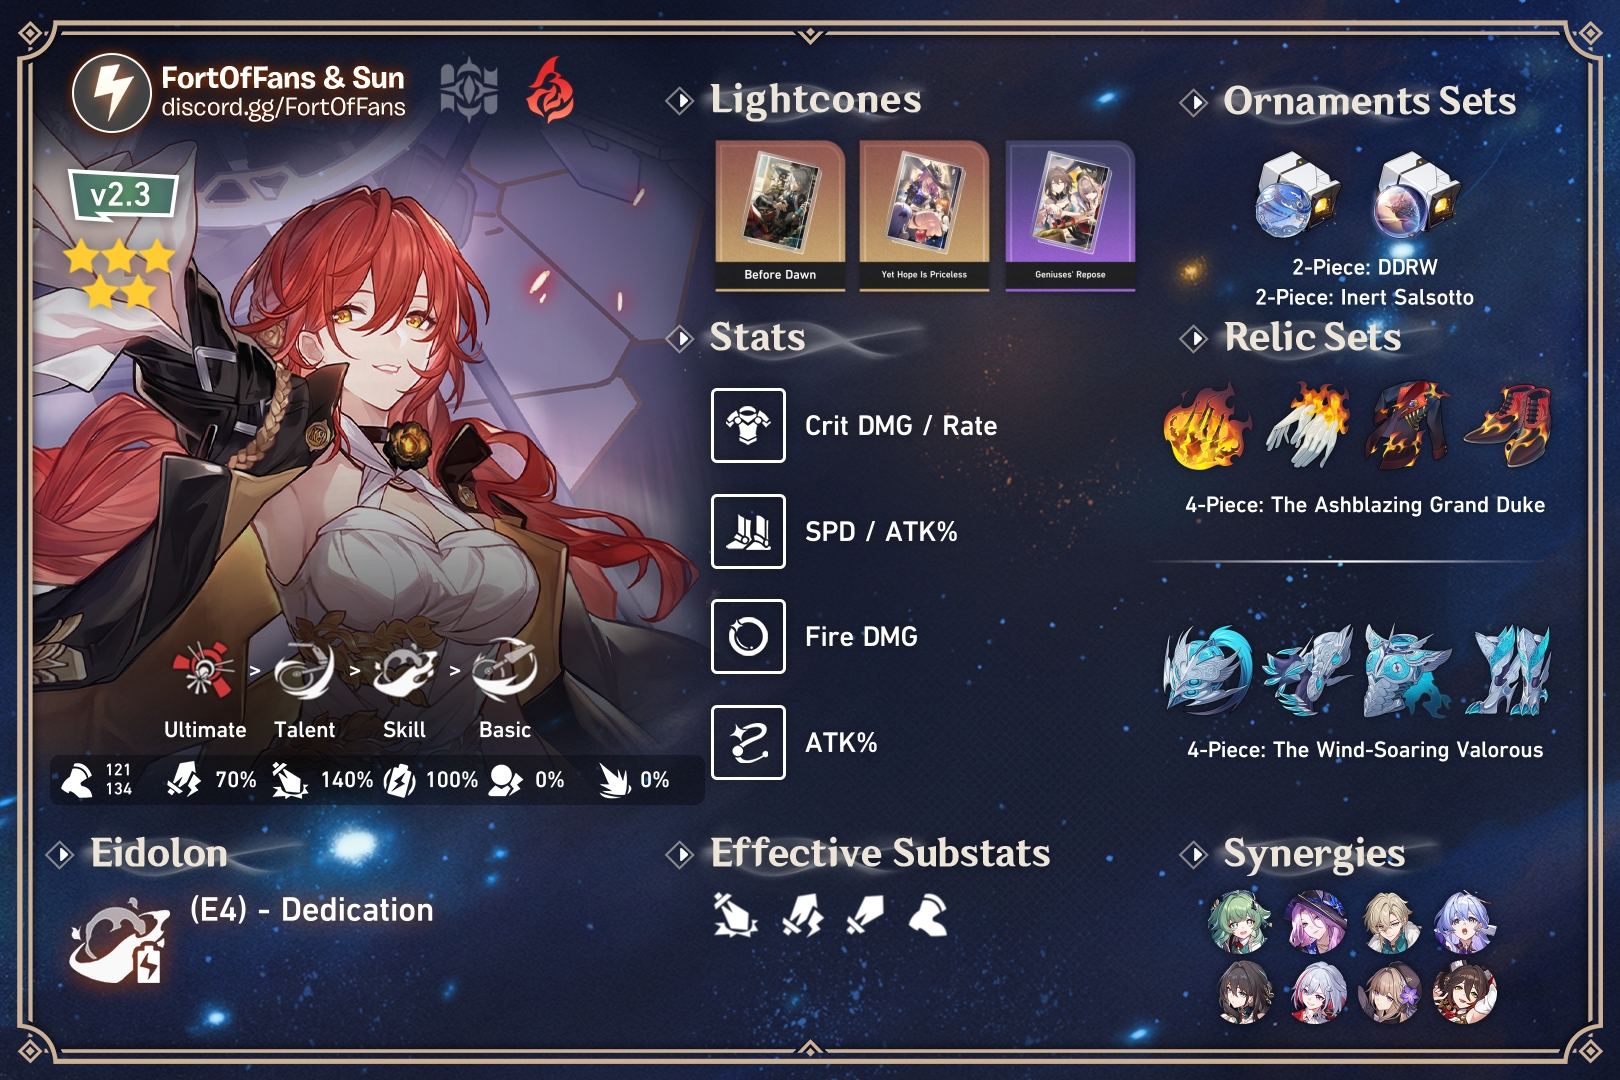 FortOfFans & Sun
discord.gg/FortOfFans
v2.3
Ultimate > Talent > Skill > Basic
121
134
70%
140%
100%
0%
0%
Eidolon
(E4) - Dedication
Lightcones
Before Dawn
Yet Hope Is Priceless
Geniuses' Repose
Stats
Crit DMG / Rate
SPD / ATK%
Fire DMG
ATK%
Effective Substats
Ornaments Sets
2-Piece: DDRW
2-Piece: Inert Salsotto
Relic Sets
4-Piece: The Ashblazing Grand Duke
4-Piece: The Wind-Soaring Valorous
Synergies